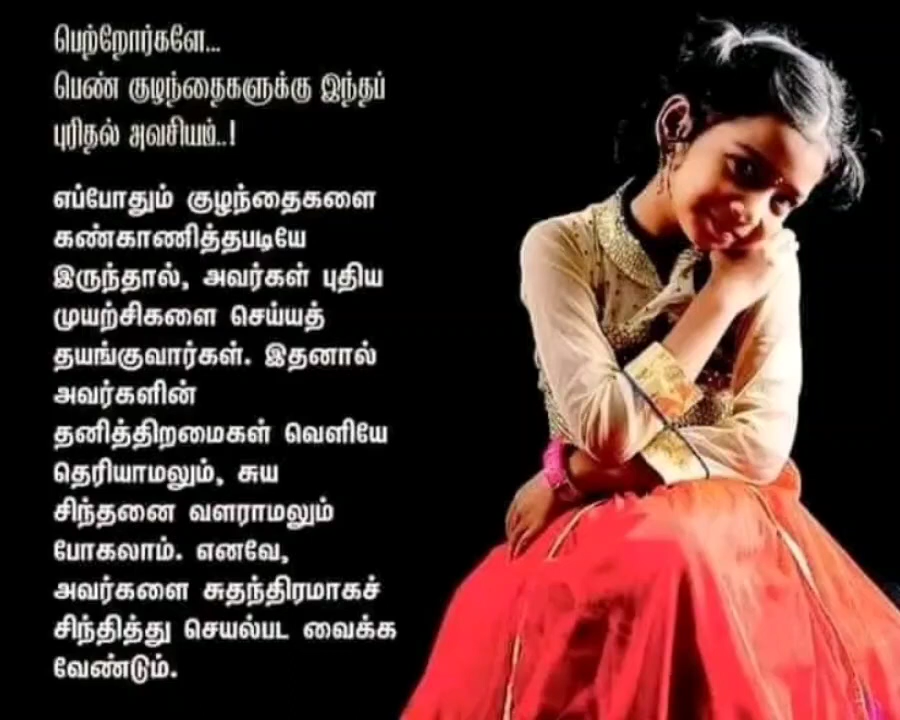 பெற்றோர்களே...
பெண் குழந்தைகளுக்கு இந்தப்
புரிதல் அவசியம்..!
எப்போதும் குழந்தைகளை
கண்காணித்தபடியே
இருந்தால், அவர்கள் புதிய
முயற்சிகளை செய்யத்
தயங்குவார்கள். இதனால்
அவர்களின்
தனித்திறமைகள் வெளியே
தெரியாமலும், சுய
சிந்தனை வளராமலும்
போகலாம். எனவே,
அவர்களை சுதந்திரமாகச்
சிந்தித்து செயல்பட வைக்க
வேண்டும்.